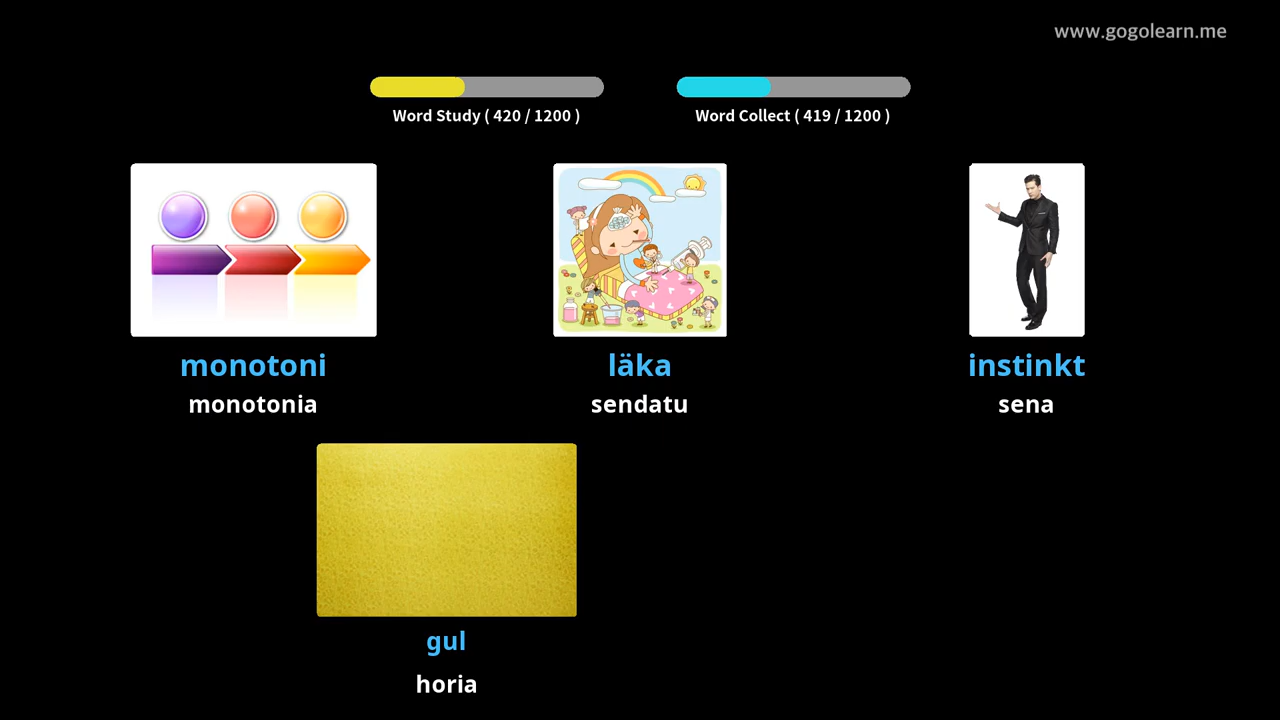 www.gogolearn.me
Word Study ( 420 / 1200 )
Word Collect ( 419 / 1200 )
monotoni
monotonia
läka
sendatu
instinkt
sena
gul
horia